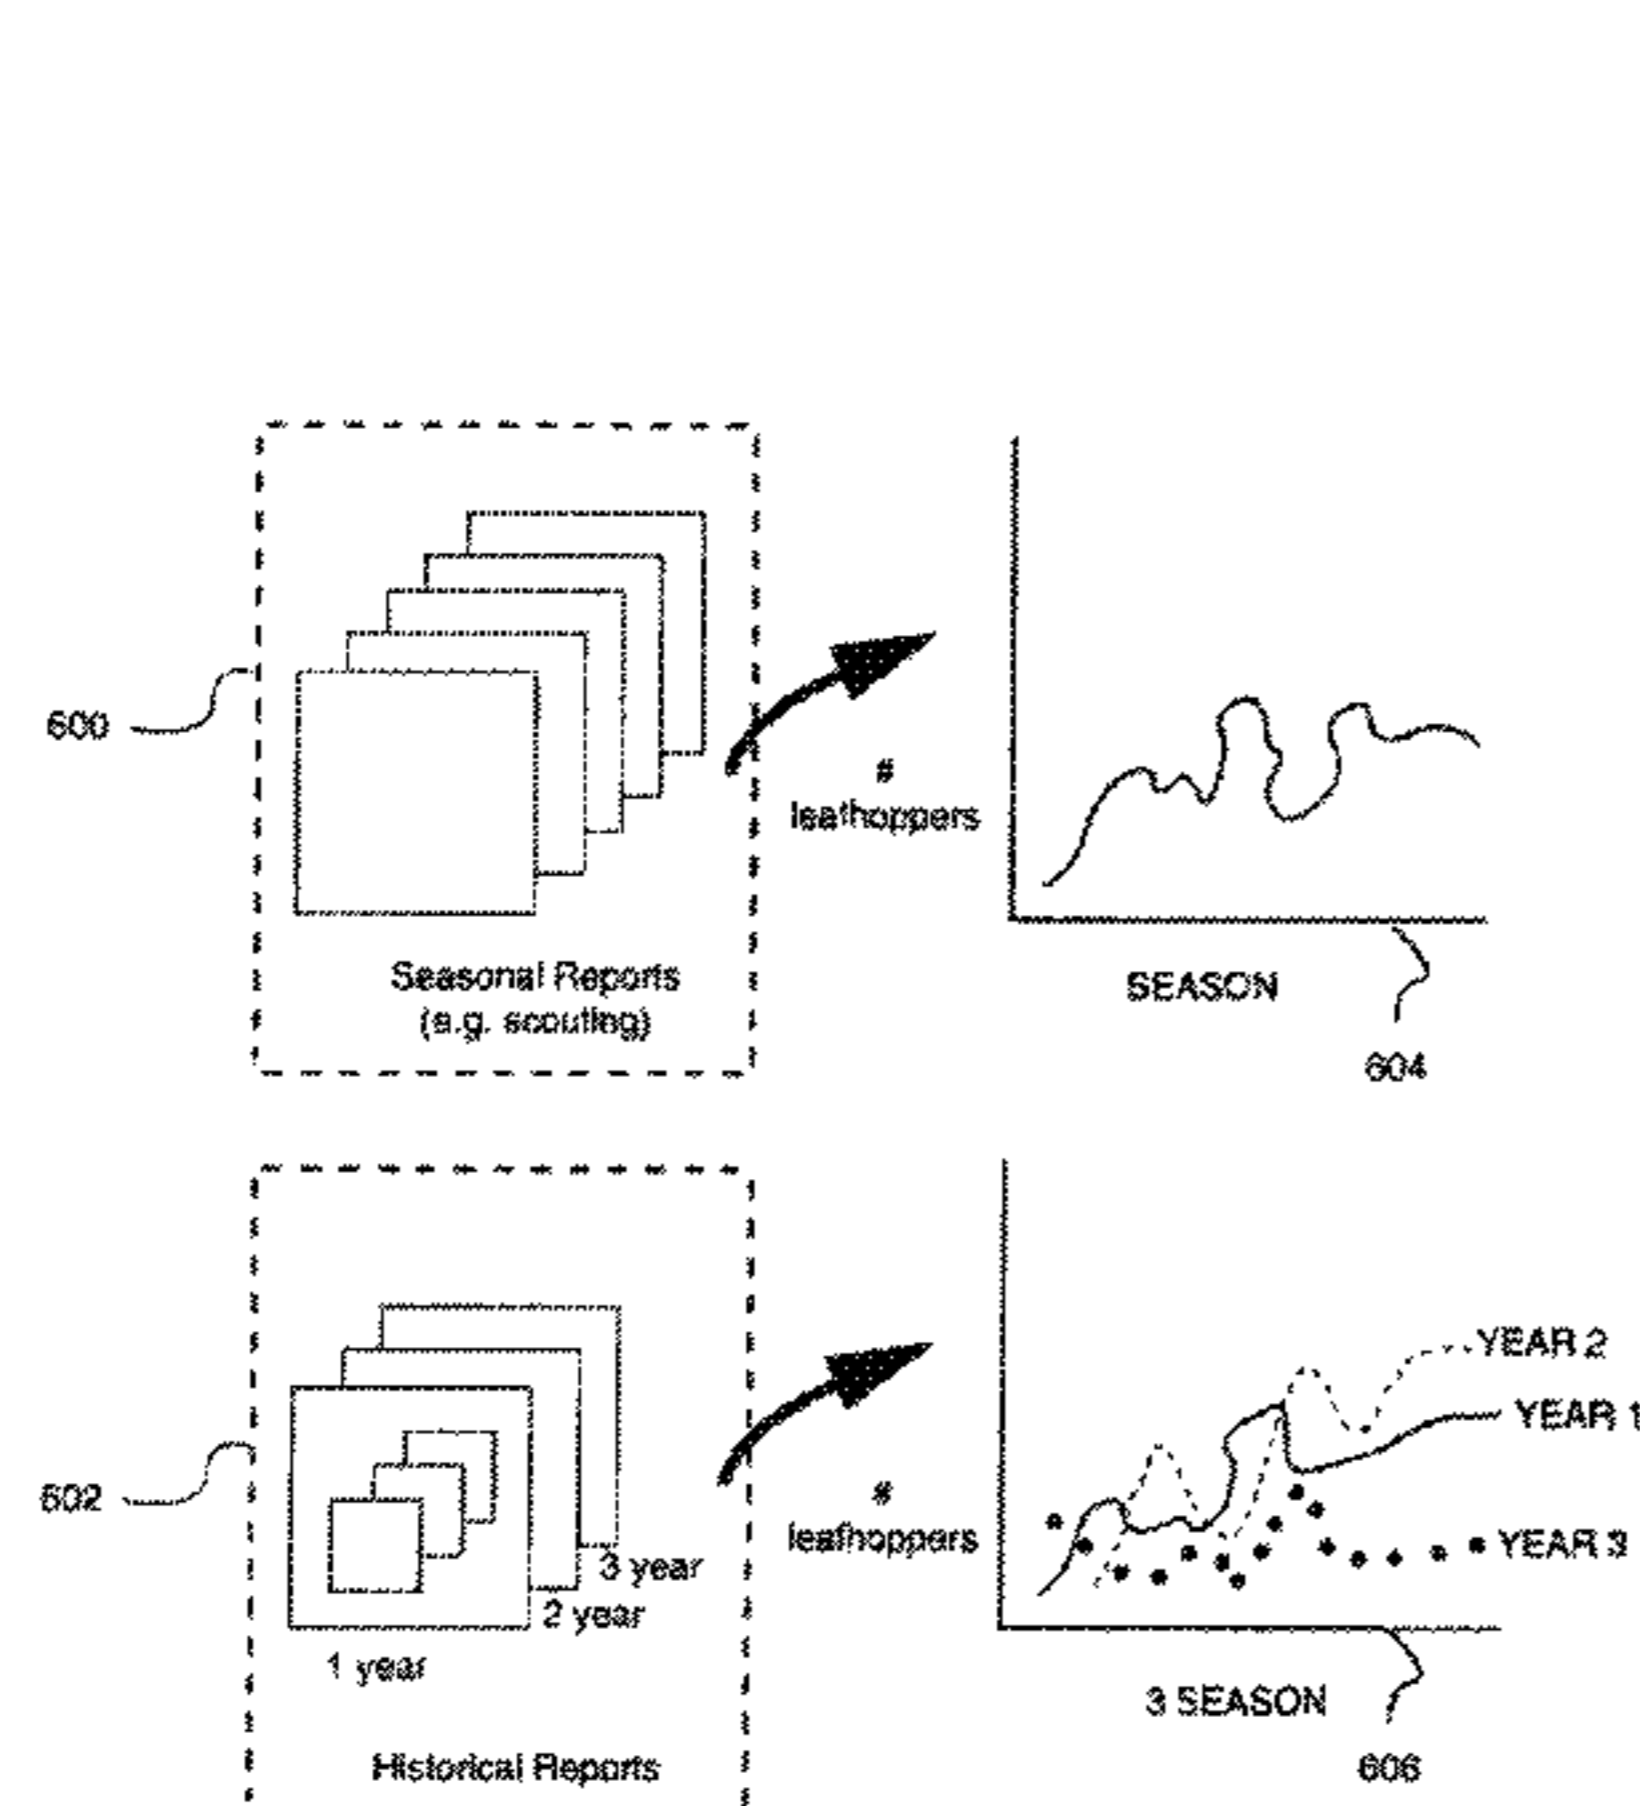 600
#
leafhoppers
Seasonal Reports
(e.g. scouting)
SEASON
604
YEAR 2
YEAR 1
602
#
leafhoppers
YEAR 3
3 year
2 year
1 year
3 SEASON
Historical Reports
606